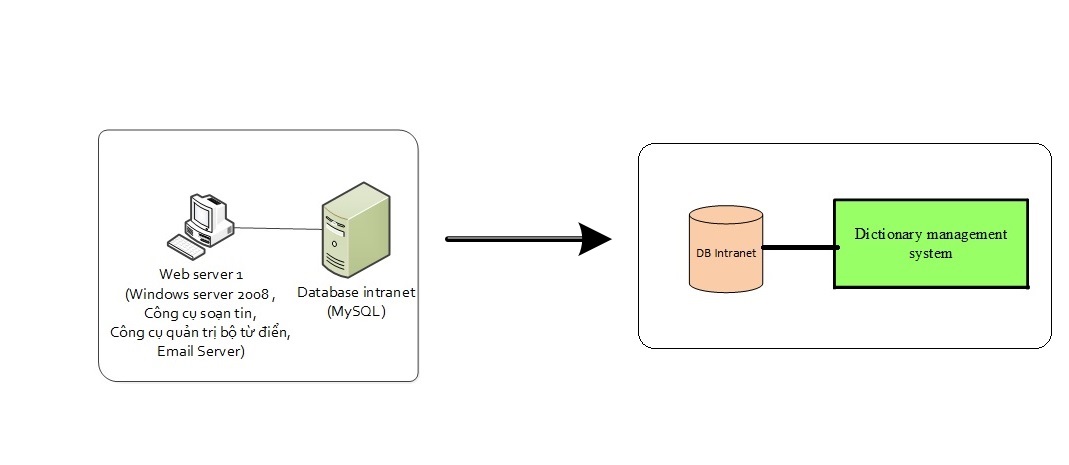 Web server 1
(Windows server 2008 ,
Công cụ soạn tin,
Công cụ quản trị bộ từ điển,
Email Server)
Database intranet
(MySQL)
DB Intranet
Dictionary management
system